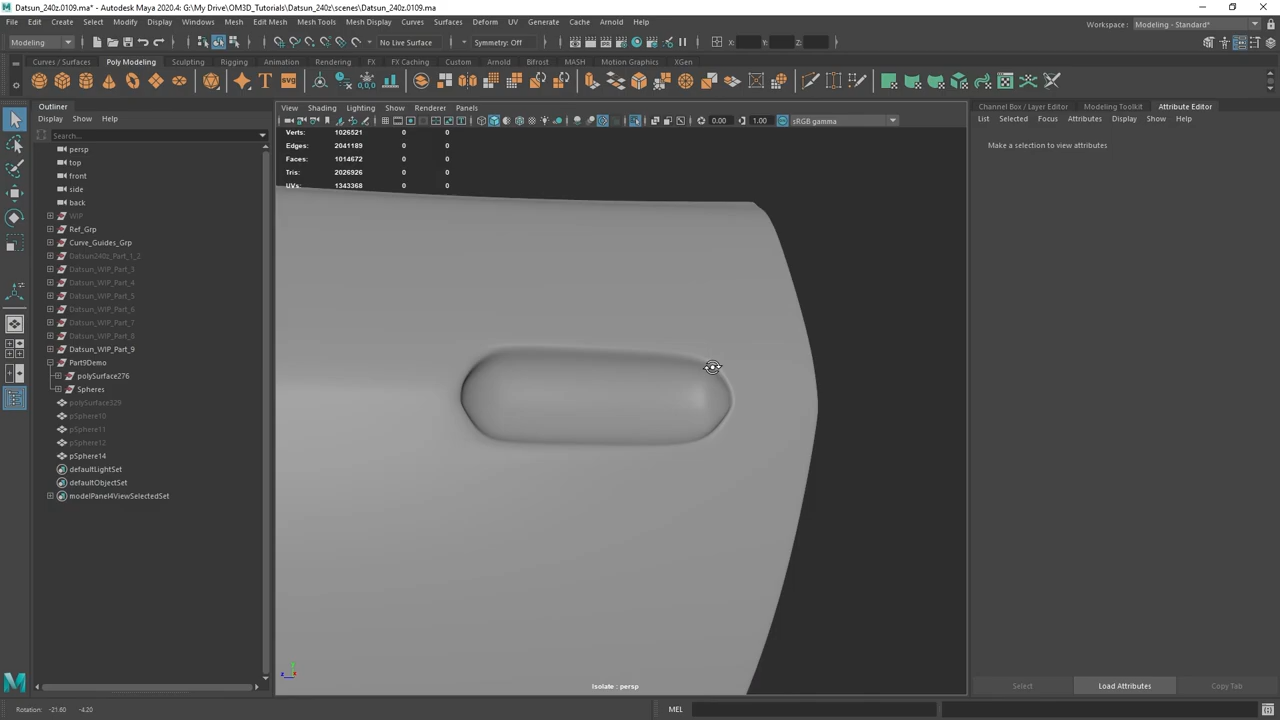 Datsun_240z.0109.ma* - Autodesk Maya 2020.4: G:\My Drive\OM3D_Tutorials\Datsun_240z\scenes\Datsun_240z.0109.ma
File Edit Create Select Modify Display Windows Mesh Edit Mesh Mesh Tools Mesh Display Curves Surfaces Deform UV Generate Cache Arnold Help
Workspace : Modeling - Standard*
Modeling No Live Surface Symmetry: Off X: Y: Z:
Curves / Surfaces Poly Modeling Sculpting Rigging Animation Rendering FX FX Caching Custom Arnold Bifrost MASH Motion Graphics XGen
T SVG
Outliner
Display Show Help
Search...
persp
top
front
side
back
WIP
Ref_Grp
Curve_Guides_Grp
Datsun240z_Part_1_2
Datsun_WIP_Part_3
Datsun_WIP_Part_4
Datsun_WIP_Part_5
Datsun_WIP_Part_6
Datsun_WIP_Part_7
Datsun_WIP_Part_8
Datsun_WIP_Part_9
Part9Demo
polySurface276
Spheres
polySurface329
pSphere10
pSphere11
pSphere12
pSphere14
defaultLightSet
defaultObjectSet
modelPanel4ViewSelectedSet
View Shading Lighting Show Renderer Panels
0.00 1.00 sRGB gamma
Verts: 1026521 0 0
Edges: 2041189 0 0
Faces: 1014672 0 0
Tris: 2026926 0 0
UVs: 1343368 0 0
Isolate : persp
Channel Box / Layer Editor Modeling Toolkit Attribute Editor
List Selected Focus Attributes Display Show Help
Make a selection to view attributes
Select Load Attributes Copy Tab
Rotation: -21.60 -4.20
MEL